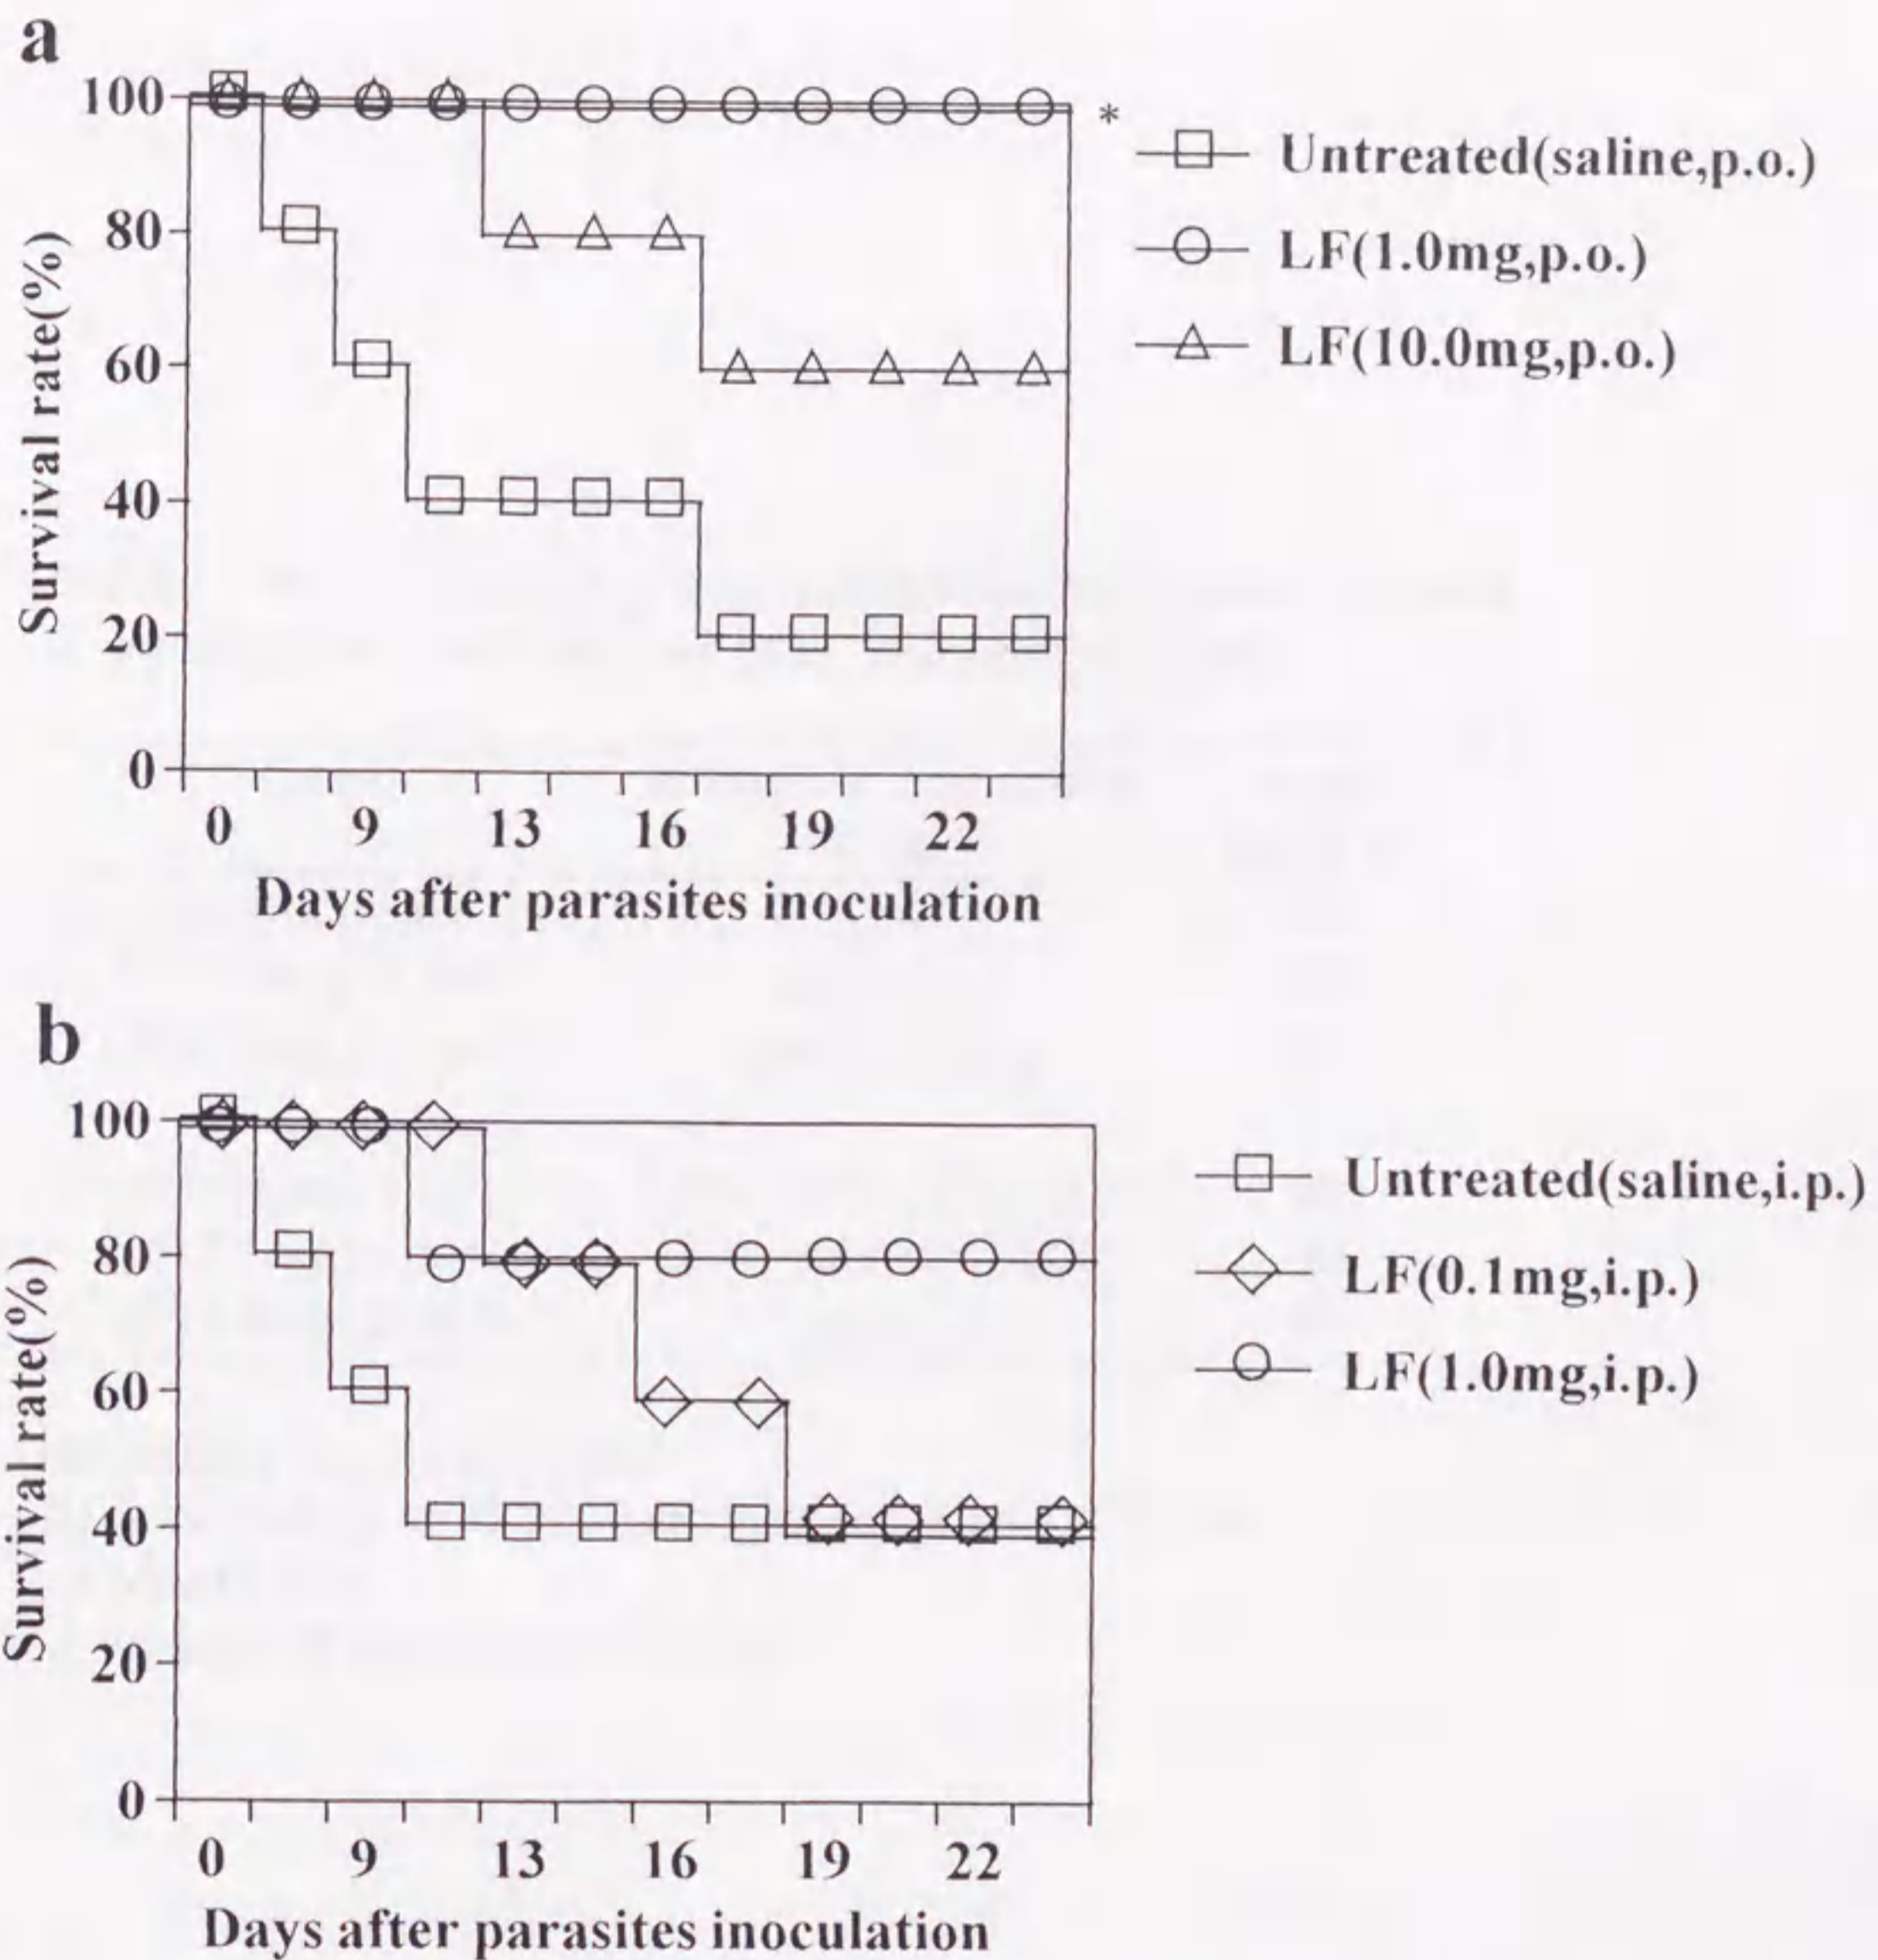 a
100
80
60
40
20
0
Survival rate(%)
0 9 13 16 19 22
Days after parasites inoculation
*
Untreated(saline,p.o.)
LF(1.0mg,p.o.)
LF(10.0mg,p.o.)
b
100
80
60
40
20
0
Survival rate(%)
0 9 13 16 19 22
Days after parasites inoculation
Untreated(saline,i.p.)
LF(0.1mg,i.p.)
LF(1.0mg,i.p.)